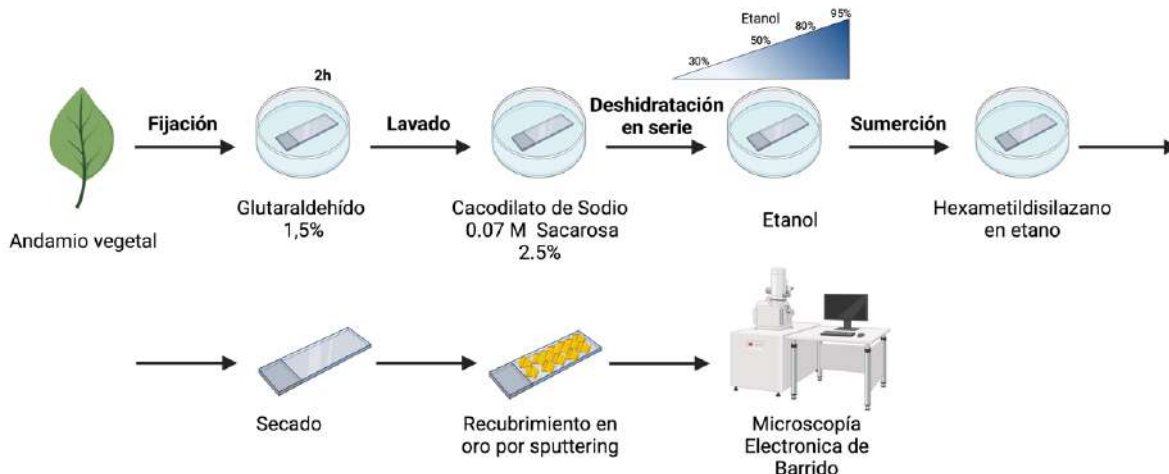 Etanol
30%
50%
80%
95%
2h
Fijación
Lavado
Deshidratación
en serie
Sumerción
Andamio vegetal
Glutaraldehído
1,5%
Cacodilato de Sodio
0.07 M Sacarosa
2.5%
Etanol
Hexametildisilazano
en etano
Secado
Recubrimiento en
oro por sputtering
Microscopía
Electronica de
Barrido